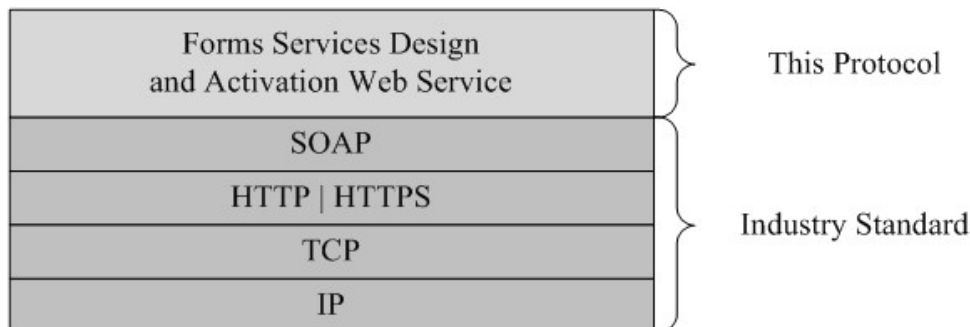 Forms Services Design
and Activation Web Service
This Protocol
SOAP
HTTP | HTTPS
TCP
IP
Industry Standard